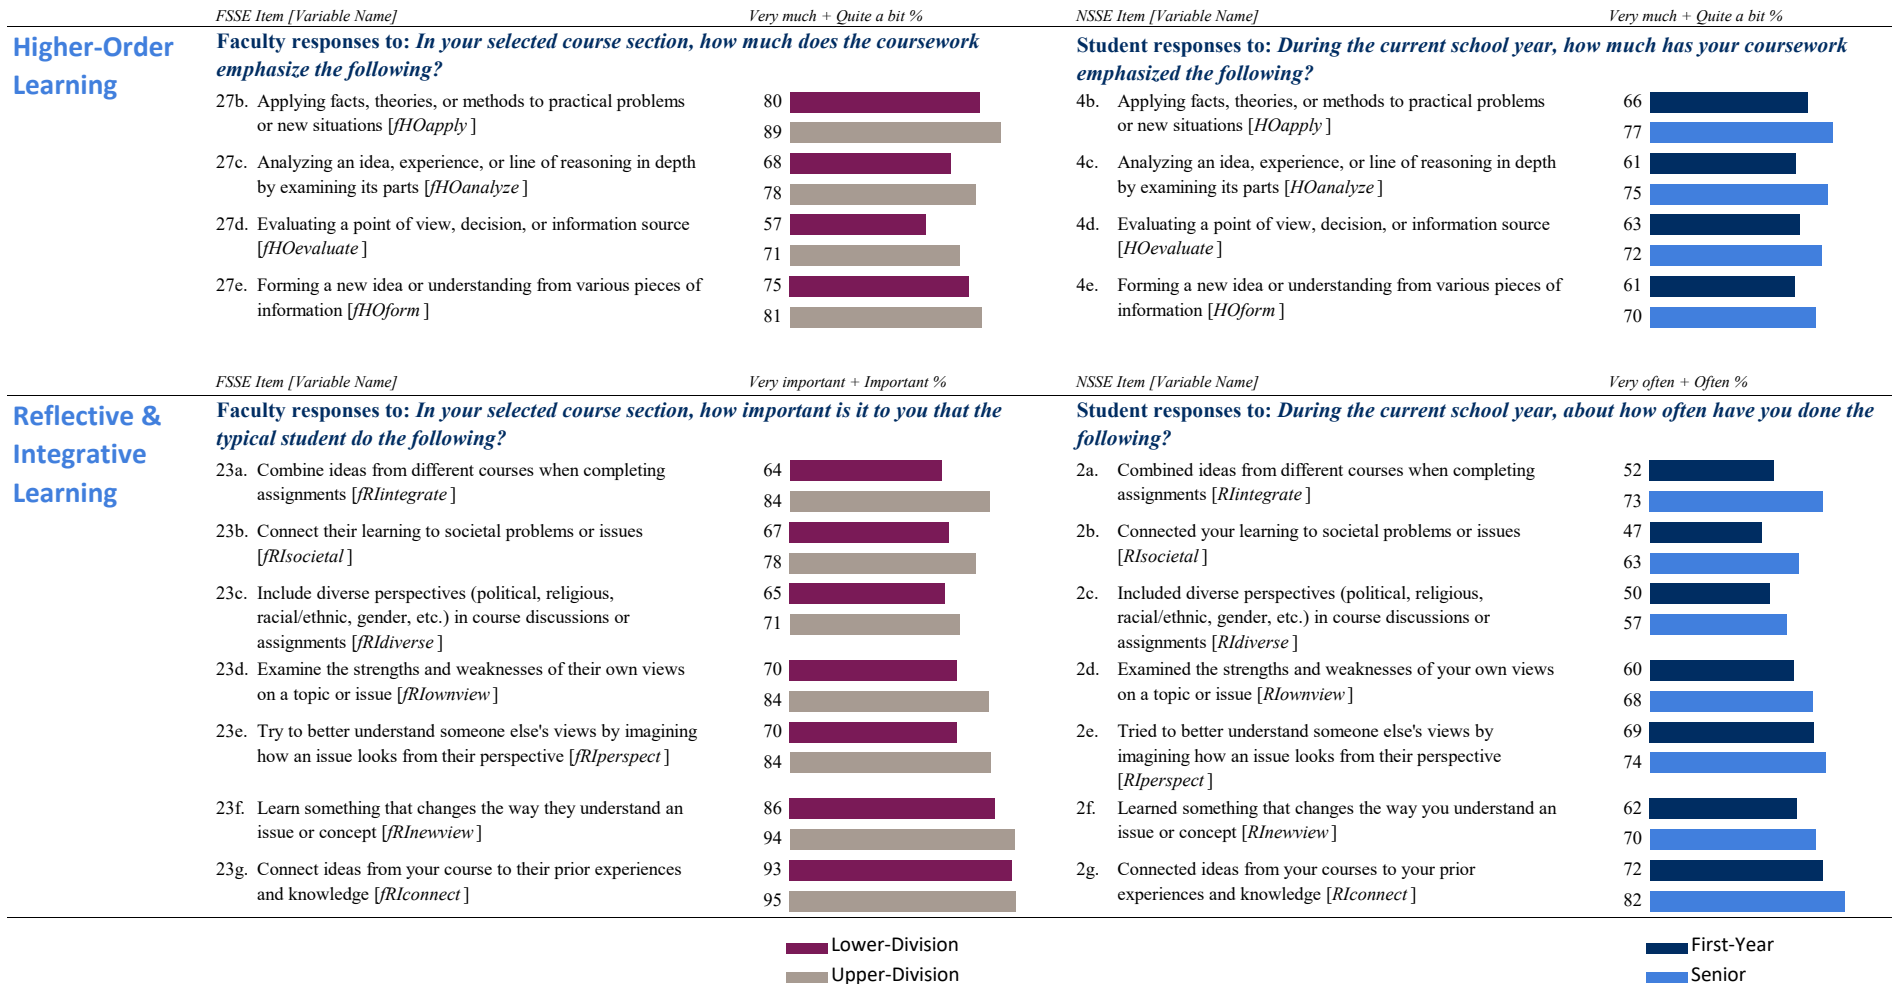 FSSE Item [Variable Name] Very much + Quite a bit % NSSE Item [Variable Name] Very much + Quite a bit %
Higher-Order
Learning
Faculty responses to: In your selected course section, how much does the coursework
emphasize the following?
27b. Applying facts, theories, or methods to practical problems 80
or new situations [fHOapply] 89
27c. Analyzing an idea, experience, or line of reasoning in depth 68
by examining its parts [fHOanalyze] 78
27d. Evaluating a point of view, decision, or information source 57
[fHOevaluate] 71
27e. Forming a new idea or understanding from various pieces of 75
information [fHOform] 81
Student responses to: During the current school year, how much has your coursework
emphasized the following?
4b. Applying facts, theories, or methods to practical problems 66
or new situations [HOapply] 77
4c. Analyzing an idea, experience, or line of reasoning in depth 61
by examining its parts [HOanalyze] 75
4d. Evaluating a point of view, decision, or information source 63
[HOevaluate] 72
4e. Forming a new idea or understanding from various pieces of 61
information [HOform] 70
FSSE Item [Variable Name] Very important + Important % NSSE Item [Variable Name] Very often + Often %
Reflective &
Integrative
Learning
Faculty responses to: In your selected course section, how important is it to you that the
typical student do the following?
23a. Combine ideas from different courses when completing 64
assignments [fRIintegrate] 84
23b. Connect their learning to societal problems or issues 67
[fRIsocietal] 78
23c. Include diverse perspectives (political, religious, 65
racial/ethnic, gender, etc.) in course discussions or 71
assignments [fRIdiverse]
23d. Examine the strengths and weaknesses of their own views 70
on a topic or issue [fRIownview] 84
23e. Try to better understand someone else's views by imagining 70
how an issue looks from their perspective [fRIperspect] 84
23f. Learn something that changes the way they understand an 86
issue or concept [fRInewview] 94
23g. Connect ideas from your course to their prior experiences 93
and knowledge [fRIconnect] 95
Student responses to: During the current school year, about how often have you done the
following?
2a. Combined ideas from different courses when completing 52
assignments [RIintegrate] 73
2b. Connected your learning to societal problems or issues 47
[RIsocietal] 63
2c. Included diverse perspectives (political, religious, 50
racial/ethnic, gender, etc.) in course discussions or 57
assignments [RIdiverse]
2d. Examined the strengths and weaknesses of your own views 60
on a topic or issue [RIownview] 68
2e. Tried to better understand someone else's views by 69
imagining how an issue looks from their perspective 74
[RIperspect]
2f. Learned something that changes the way you understand an 62
issue or concept [RInewview] 70
2g. Connected ideas from your courses to your prior 72
experiences and knowledge [RIconnect] 82
Lower-Division
Upper-Division
First-Year
Senior